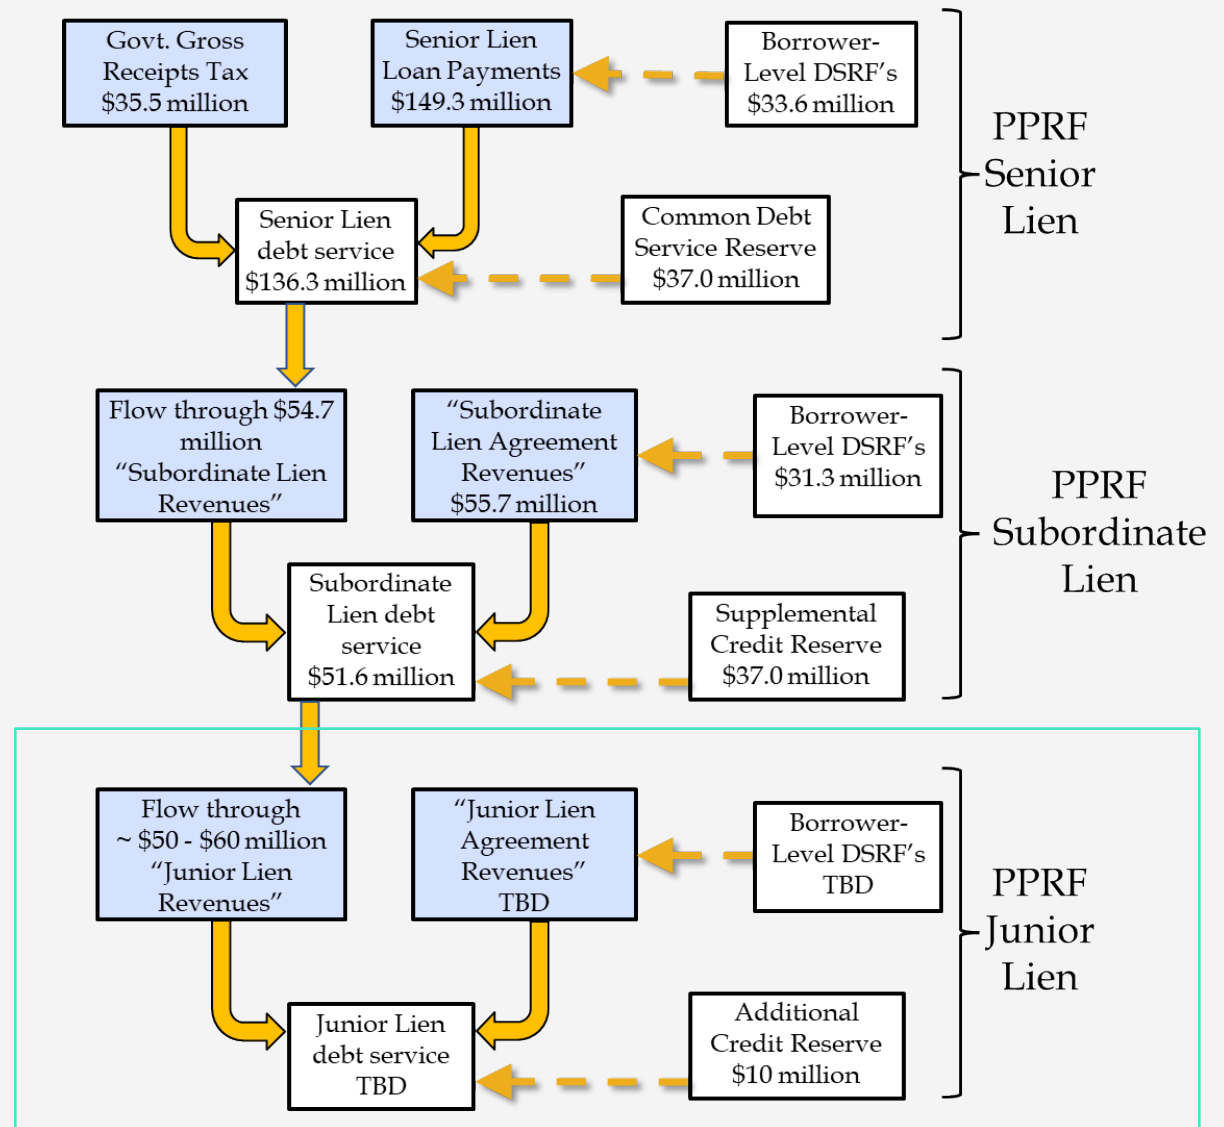 Govt. Gross
Receipts Tax
$35.5 million
Senior Lien
Loan Payments
$149.3 million
Borrower-
Level DSRF’s
$33.6 million
PPRF
Senior
Lien
Senior Lien
debt service
$136.3 million
Common Debt
Service Reserve
$37.0 million
Flow through $54.7
million
“Subordinate Lien
Revenues”
“Subordinate
Lien Agreement
Revenues”
$55.7 million
Borrower-
Level DSRF’s
$31.3 million
PPRF
Subordinate
Lien
Subordinate
Lien debt
service
$51.6 million
Supplemental
Credit Reserve
$37.0 million
Flow through
~ $50 - $60 million
“Junior Lien
Revenues”
“Junior Lien
Agreement
Revenues”
TBD
Borrower-
Level DSRF’s
TBD
PPRF
Junior
Lien
Junior Lien
debt service
TBD
Additional
Credit Reserve
$10 million